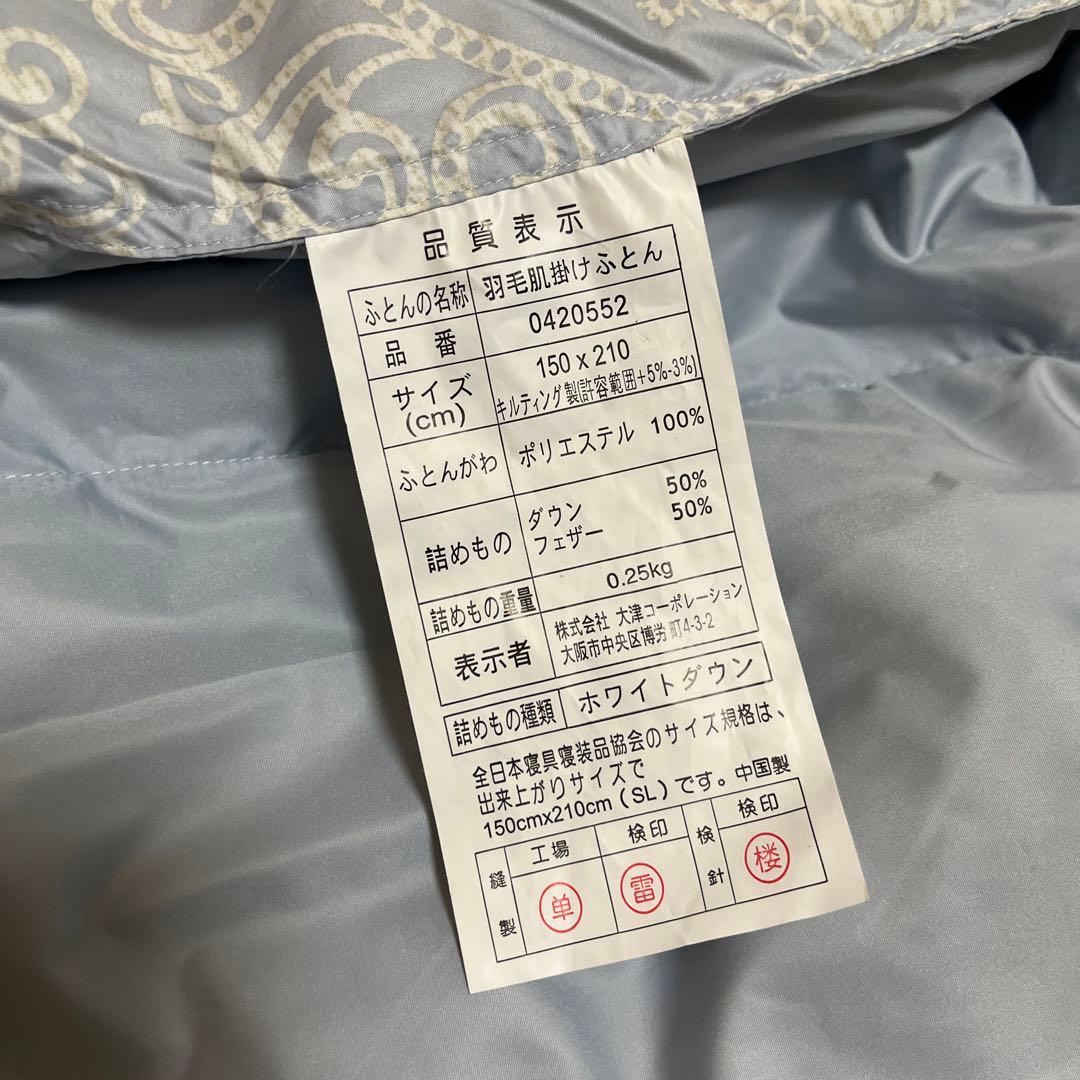 品質表示
ふとんの名称 羽毛肌掛けふとん
品番 0420552
サイズ(cm) 150 x 210
キルティング製(許容範囲+5%-3%)
ふとんがわ ポリエステル 100%
詰めもの ダウン 50%
フェザー 50%
詰めもの重量 0.25kg
表示者 株式会社 大津コーポレーション
大阪市中央区博労町4-3-2
詰めもの種類 ホワイトダウン
全日本寝具寝装品協会のサイズ規格は、
出来上がりサイズで
150cmx210cm(SL)です。中国製
縫製 工場 検印 検針 検印
单 雷 楼